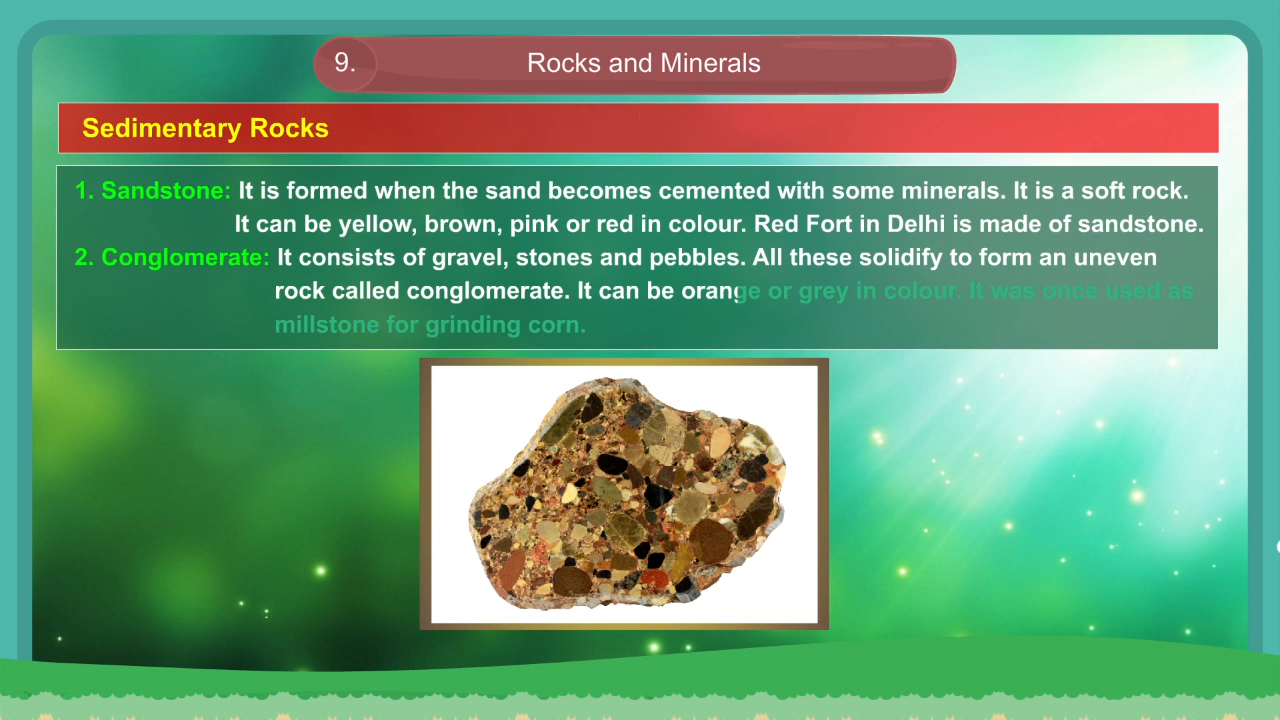 9. Rocks and Minerals
Sedimentary Rocks
1. Sandstone: It is formed when the sand becomes cemented with some minerals. It is a soft rock.
It can be yellow, brown, pink or red in colour. Red Fort in Delhi is made of sandstone.
2. Conglomerate: It consists of gravel, stones and pebbles. All these solidify to form an uneven
rock called conglomerate. It can be orange or grey in colour. It was once used as
millstone for grinding corn.